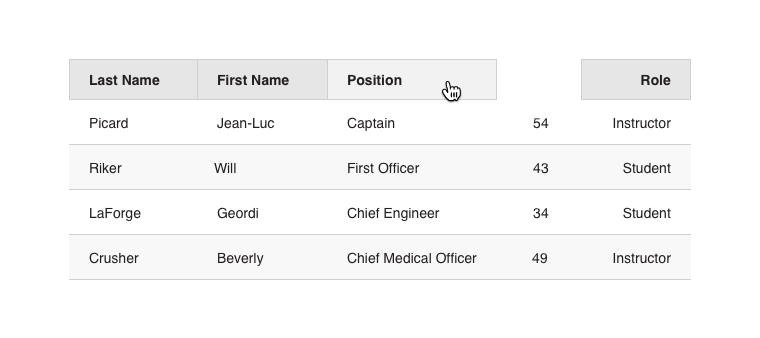 Last Name First Name Position Role
Picard Jean-Luc Captain 54 Instructor
Riker Will First Officer 43 Student
LaForge Geordi Chief Engineer 34 Student
Crusher Beverly Chief Medical Officer 49 Instructor